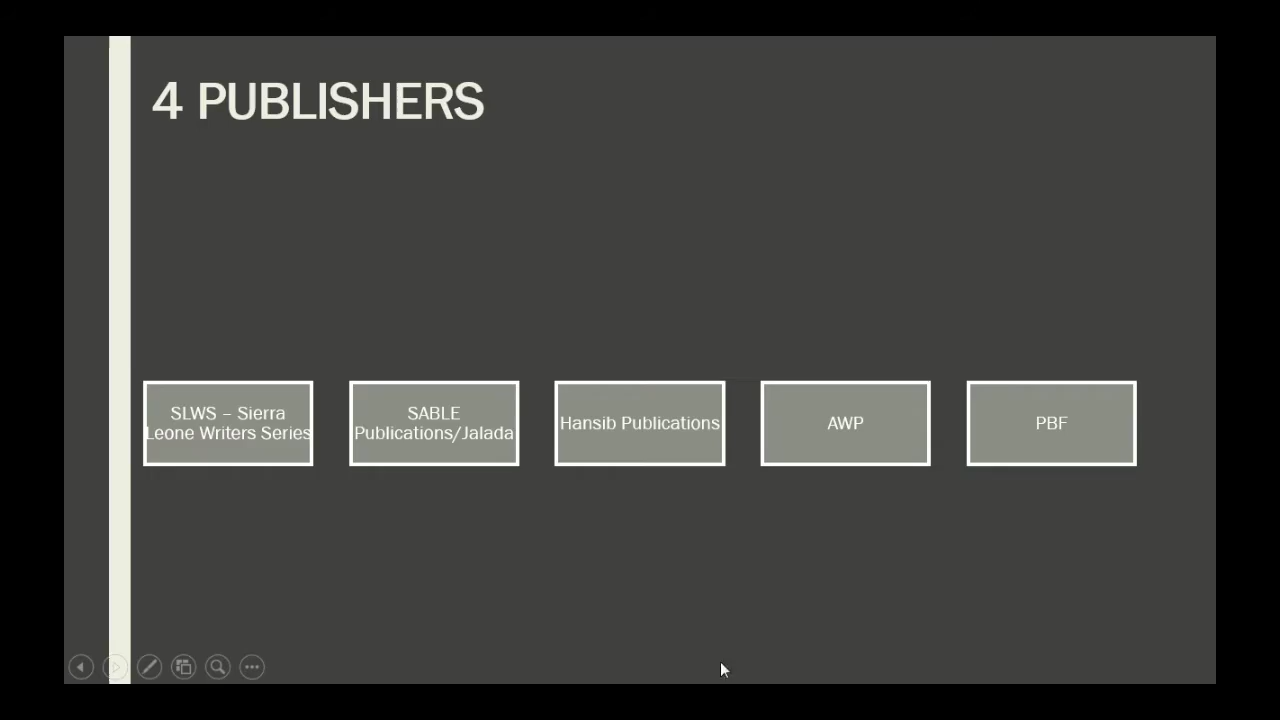 4 PUBLISHERS
SLWS – Sierra
Leone Writers Series
SABLE
Publications/Jalada
Hansib Publications
AWP
PBF